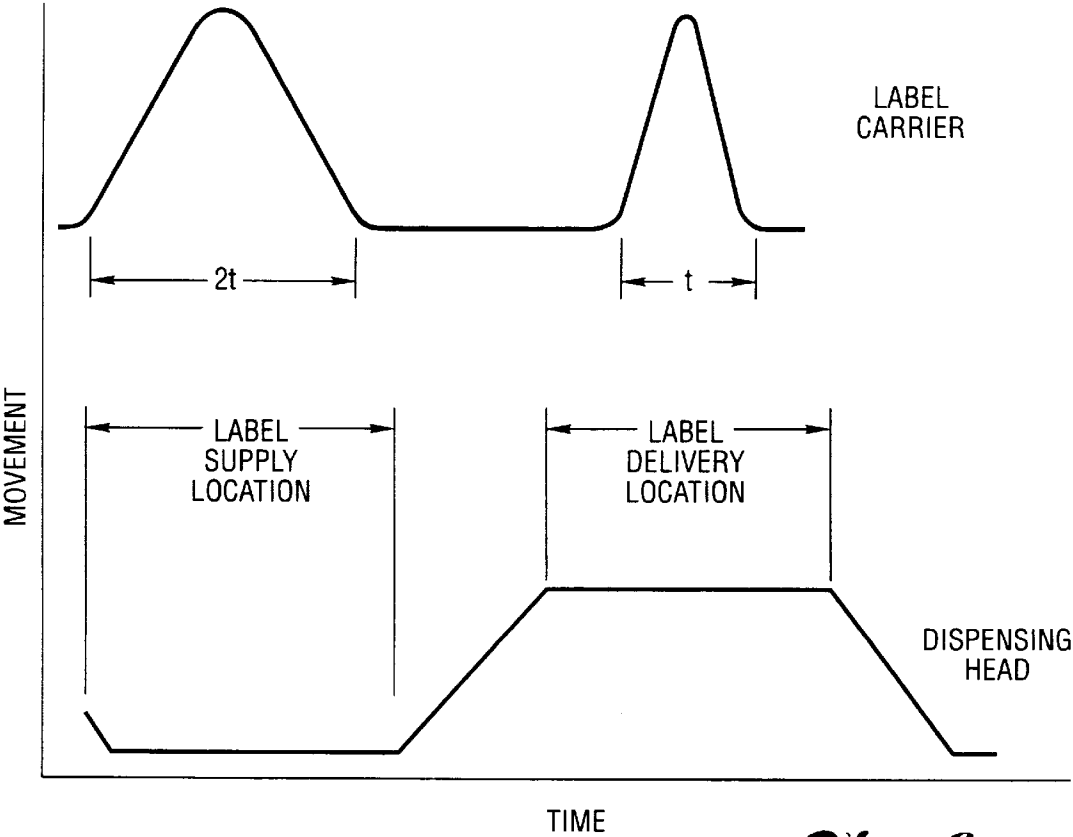 LABEL
CARRIER
2t
t
LABEL
SUPPLY
LOCATION
LABEL
DELIVERY
LOCATION
MOVEMENT
DISPENSING
HEAD
TIME